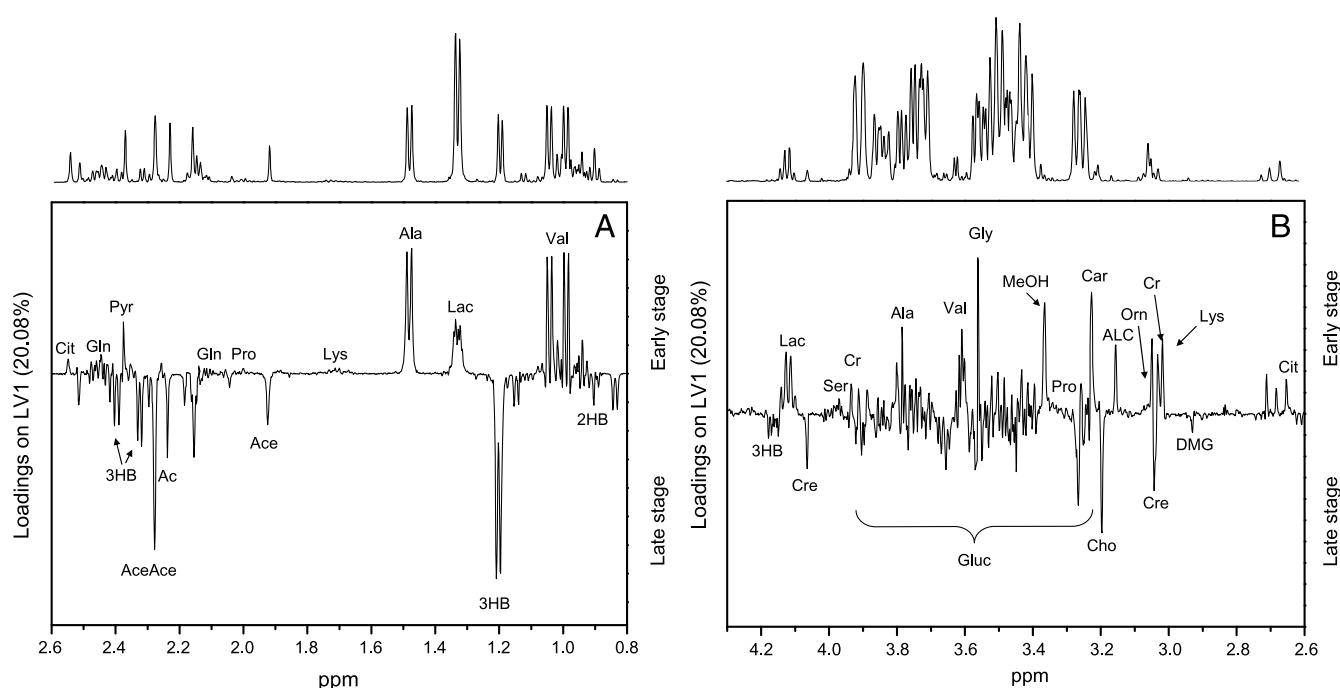 A
Ala
Val
Pyr
Lac
Cit
Gln
Gln
Pro
Lys
3HB
Ac
Ace
2HB
AceAce
3HB
Loadings on LV1 (20.08%)
Early stage
Late stage
2.6 2.4 2.2 2.0 1.8 1.6 1.4 1.2 1.0 0.8
ppm
B
Gly
MeOH
Car
Cr
Orn
Lys
Val
Ala
ALC
Lac
Cr
Ser
Pro
Cit
3HB
Cre
DMG
Cre
Cho
Gluc
Loadings on LV1 (20.08%)
Early stage
Late stage
4.2 4.0 3.8 3.6 3.4 3.2 3.0 2.8 2.6
ppm